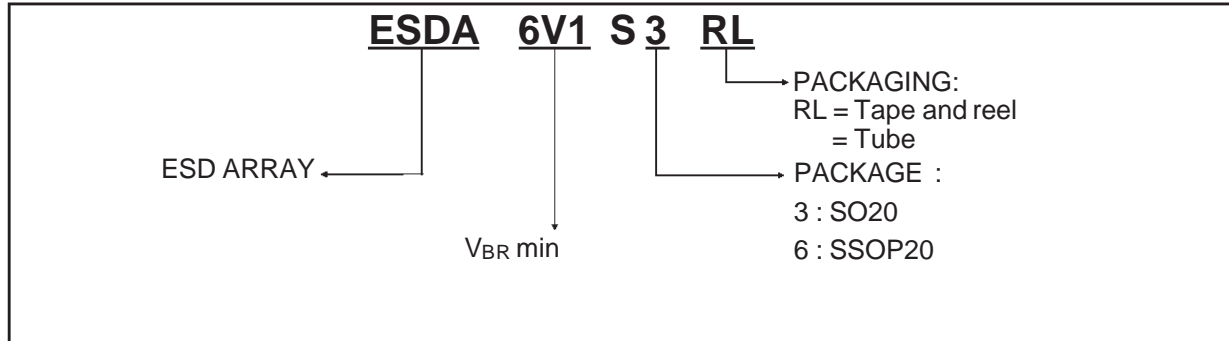 ESDA 6V1 S 3 RL
PACKAGING:
RL = Tape and reel
= Tube
ESD ARRAY
PACKAGE :
3 : SO20
VBR min
6 : SSOP20